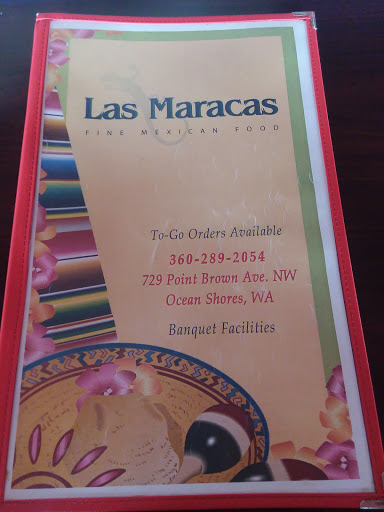 Las Maracas
FINE MEXICAN FOOD
To-Go Orders Available
360-289-2054
729 Point Brown Ave. NW
Ocean Shores, WA
Banquet Facilities